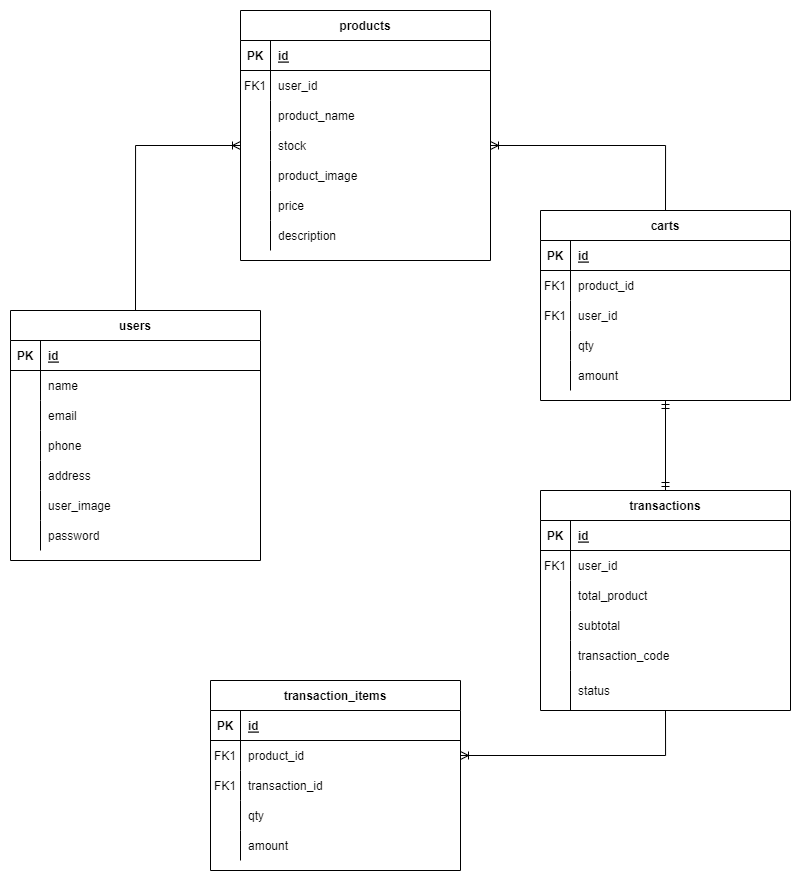 products
PK id
FK1 user_id
product_name
stock
product_image
price
description
carts
PK id
FK1 product_id
FK1 user_id
qty
amount
users
PK id
name
email
phone
address
user_image
password
transactions
PK id
FK1 user_id
total_product
subtotal
transaction_code
status
transaction_items
PK id
FK1 product_id
FK1 transaction_id
qty
amount